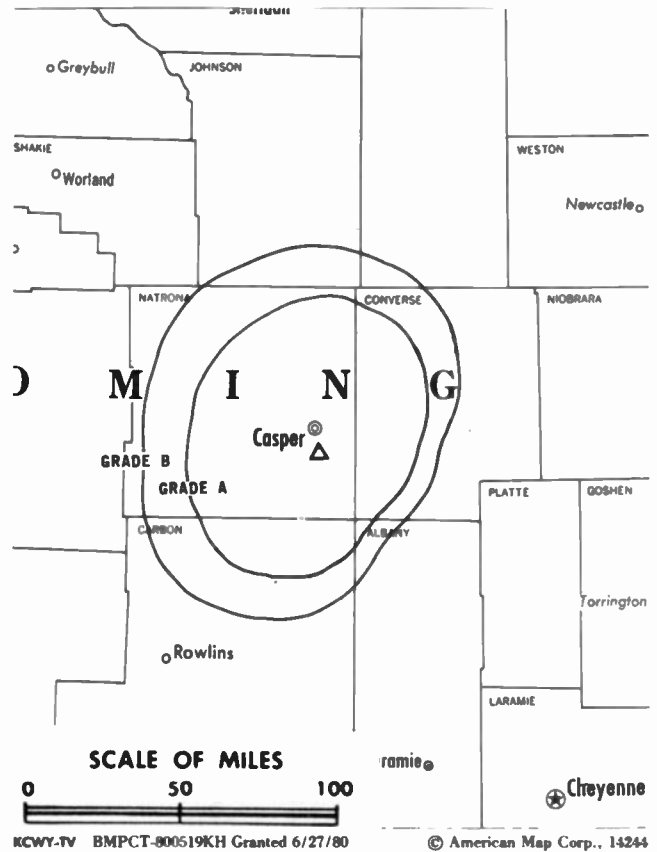 Greybull
JOHNSON
SHAKIE
WESTON
Worland
Newcastle
NATRONA
CONVERSE
NIOBRARA
O M I N G
Casper
GRADE B
GRADE A
PLATTE
GOSHEN
CARBON
ALBANY
Torrington
Rowlins
LARAMIE
SCALE OF MILES
ramie
0 50 100
Cheyenne
KCWY-TV BMPCT-800519KH Granted 6/27/80
© American Map Corp., 14244